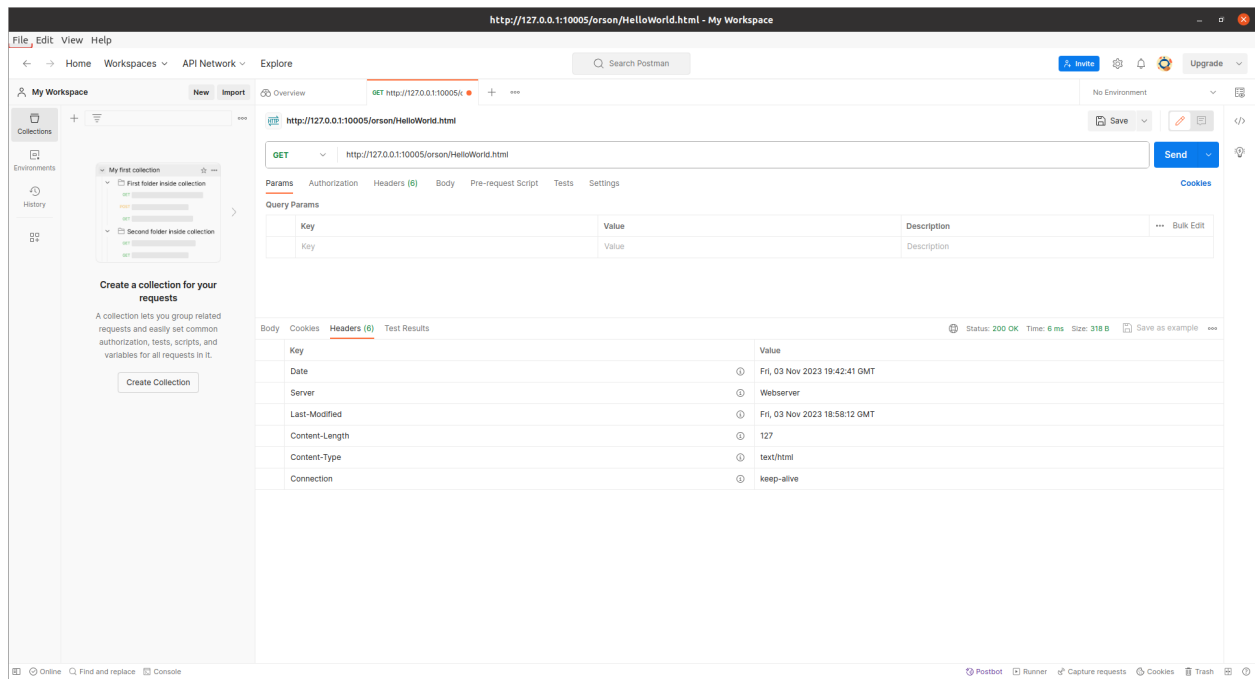 http://127.0.0.1:10005/orson/HelloWorld.html - My Workspace
File Edit View Help
Home Workspaces API Network Explore Search Postman Invite Upgrade
My Workspace New Import Overview GET http://127.0.0.1:10005/c No Environment
Collections
HTTP http://127.0.0.1:10005/orson/HelloWorld.html Save
Environments
GET http://127.0.0.1:10005/orson/HelloWorld.html Send
History
My first collection
First folder inside collection
GET
GET
Second folder inside collection
GET
GET
Create a collection for your
requests
A collection lets you group related
requests and easily set common
authorization, tests, scripts, and
variables for all requests in it.
Create Collection
Params Authorization Headers (6) Body Pre-request Script Tests Settings Cookies
Query Params
Key Value Description Bulk Edit
Key Value Description
Body Cookies Headers (6) Test Results Status: 200 OK Time: 6 ms Size: 318 B Save as example
Key Value
Date Fri, 03 Nov 2023 19:42:41 GMT
Server Webserver
Last-Modified Fri, 03 Nov 2023 18:58:12 GMT
Content-Length 127
Content-Type text/html
Connection keep-alive
Online Find and replace Console Postbot Runner Capture requests Cookies Trash